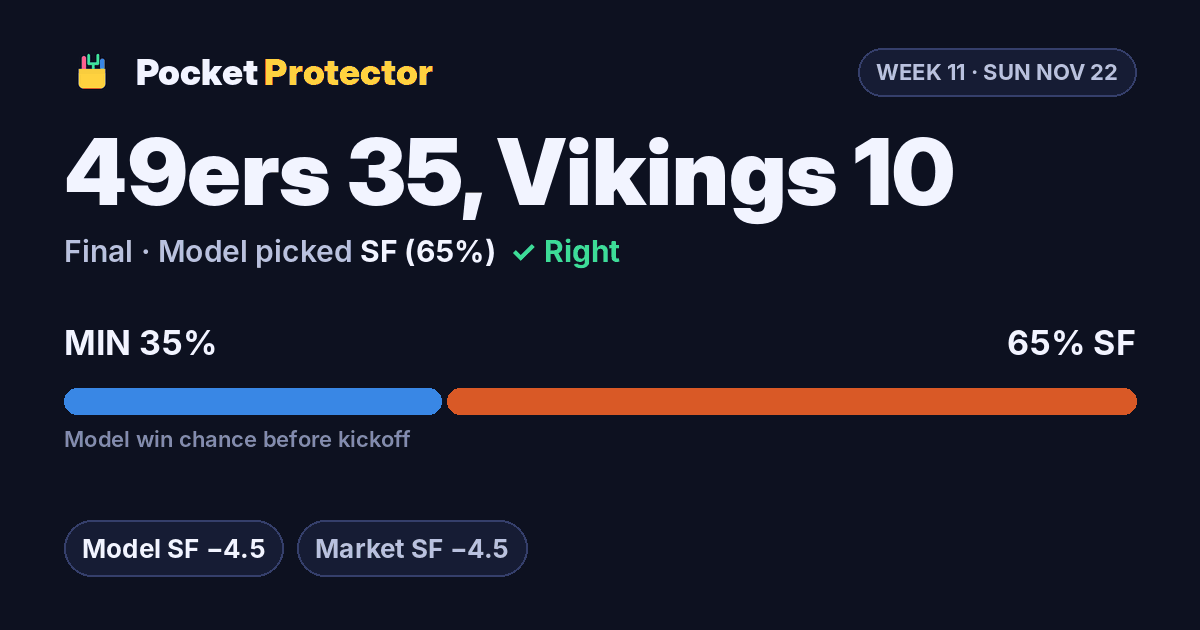 Pocket Protector
WEEK 11 · SUN NOV 22
49ers 35, Vikings 10
Final · Model picked SF (65%) ✓ Right
MIN 35%
65% SF
Model win chance before kickoff
Model SF −4.5
Market SF −4.5